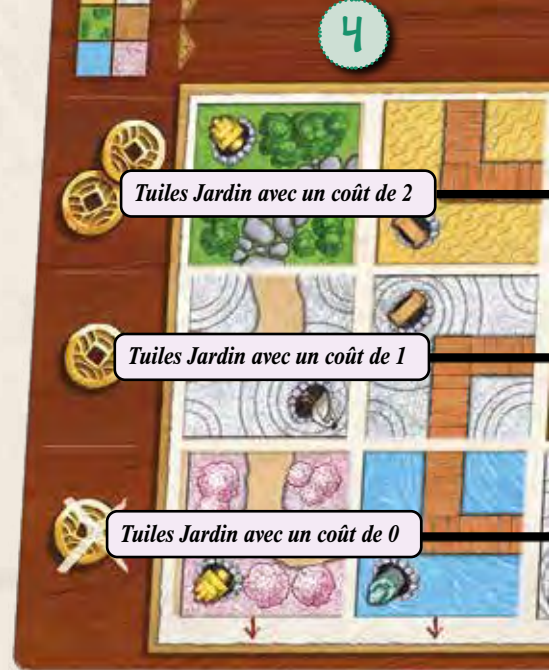 4
Tuiles Jardin avec un coût de 2
Tuiles Jardin avec un coût de 1
Tuiles Jardin avec un coût de 0